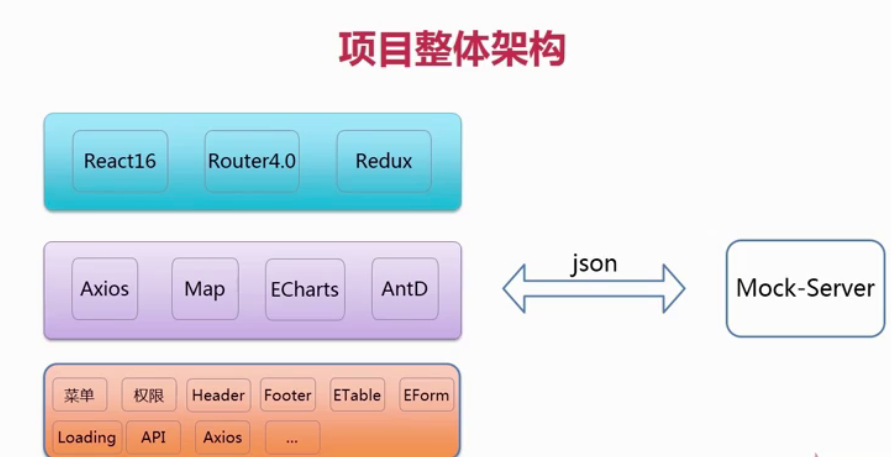 项目整体架构
React16 Router4.0 Redux
Axios Map ECharts AntD
json
Mock-Server
菜单 权限 Header Footer ETable EForm
Loading API Axios ...